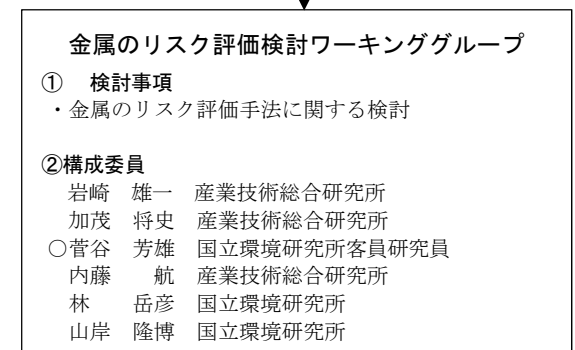 金属のリスク評価検討ワーキンググループ
① 検討事項
・金属のリスク評価手法に関する検討
②構成委員
岩崎 雄一 産業技術総合研究所
加茂 将史 産業技術総合研究所
○菅谷 芳雄 国立環境研究所客員研究員
内藤 航 産業技術総合研究所
林 岳彦 国立環境研究所
山岸 隆博 国立環境研究所